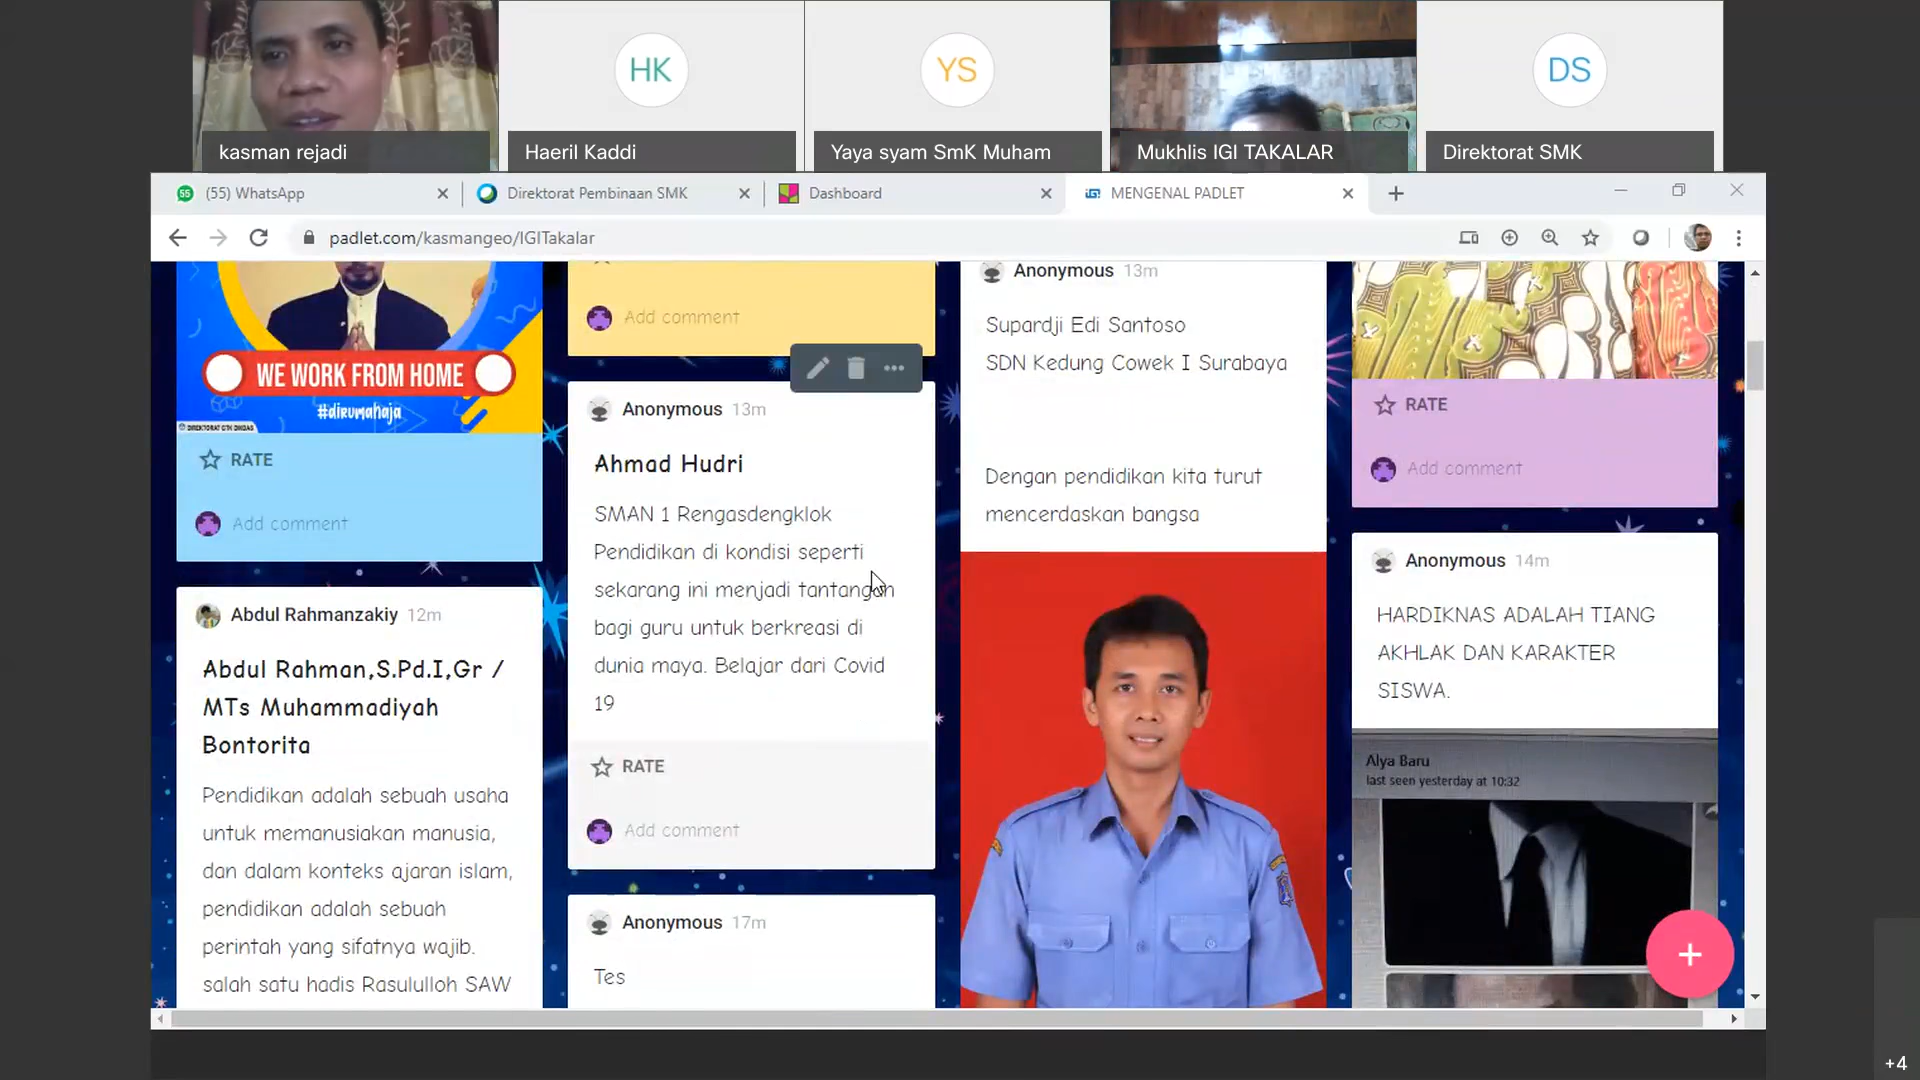 HK
YS
DS
kasman rejadi
Haeril Kaddi
Yaya syam SmK Muham
Mukhlis IGI TAKALAR
Direktorat SMK
(55) WhatsApp
Direktorat Pembinaan SMK
Dashboard
MENGENAL PADLET
padlet.com/kasmangeo/IGITakalar
WE WORK FROM HOME
#dirumahaja
RATE
Add comment
Abdul Rahmanzakiy 12m
Abdul Rahman,S.Pd.I,Gr /
MTs Muhammadiyah
Bontorita
Pendidikan adalah sebuah usaha
untuk memanusiakan manusia,
dan dalam konteks ajaran islam,
pendidikan adalah sebuah
perintah yang sifatnya wajib.
salah satu hadis Rasululloh SAW
Add comment
Anonymous 13m
Ahmad Hudri
SMAN 1 Rengasdengklok
Pendidikan di kondisi seperti
sekarang ini menjadi tantangan
bagi guru untuk berkreasi di
dunia maya. Belajar dari Covid
19
RATE
Add comment
Anonymous 17m
Tes
Anonymous 13m
Supardji Edi Santoso
SDN Kedung Cowek I Surabaya
Dengan pendidikan kita turut
mencerdaskan bangsa
RATE
Add comment
Anonymous 14m
HARDIKNAS ADALAH TIANG
AKHLAK DAN KARAKTER
SISWA.
Alya Baru
last seen yesterday at 10:32
+4